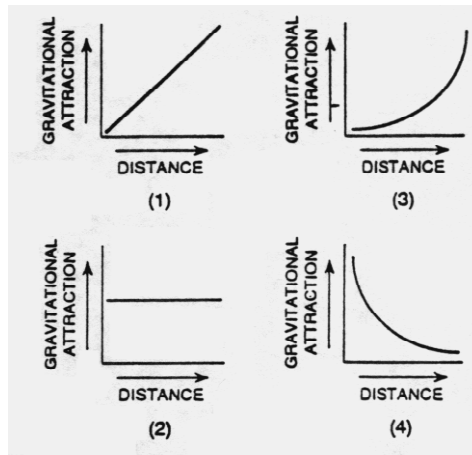 GRAVITATIONAL
ATTRACTION
DISTANCE
(1)
GRAVITATIONAL
ATTRACTION
DISTANCE
(3)
GRAVITATIONAL
ATTRACTION
DISTANCE
(2)
GRAVITATIONAL
ATTRACTION
DISTANCE
(4)